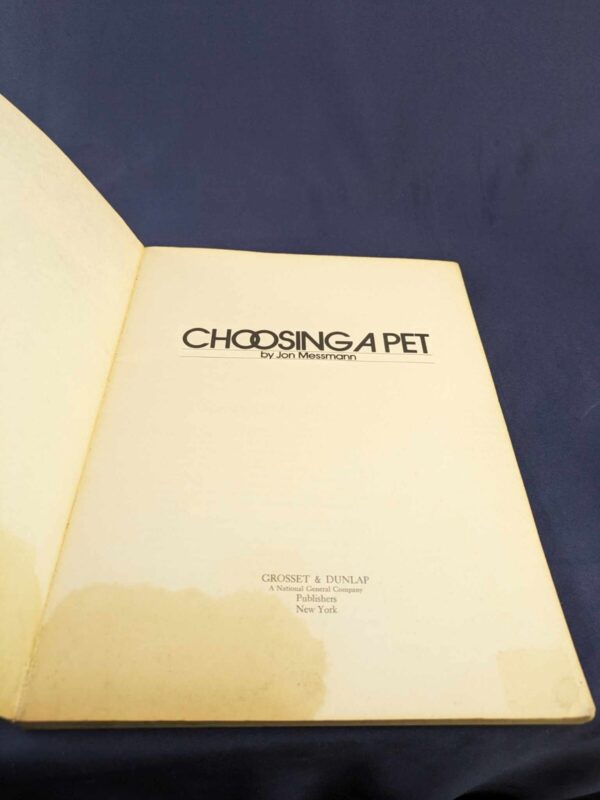 CHOOSING A PET
by Jon Messmann
GROSSET & DUNLAP
A National General Company
Publishers
New York